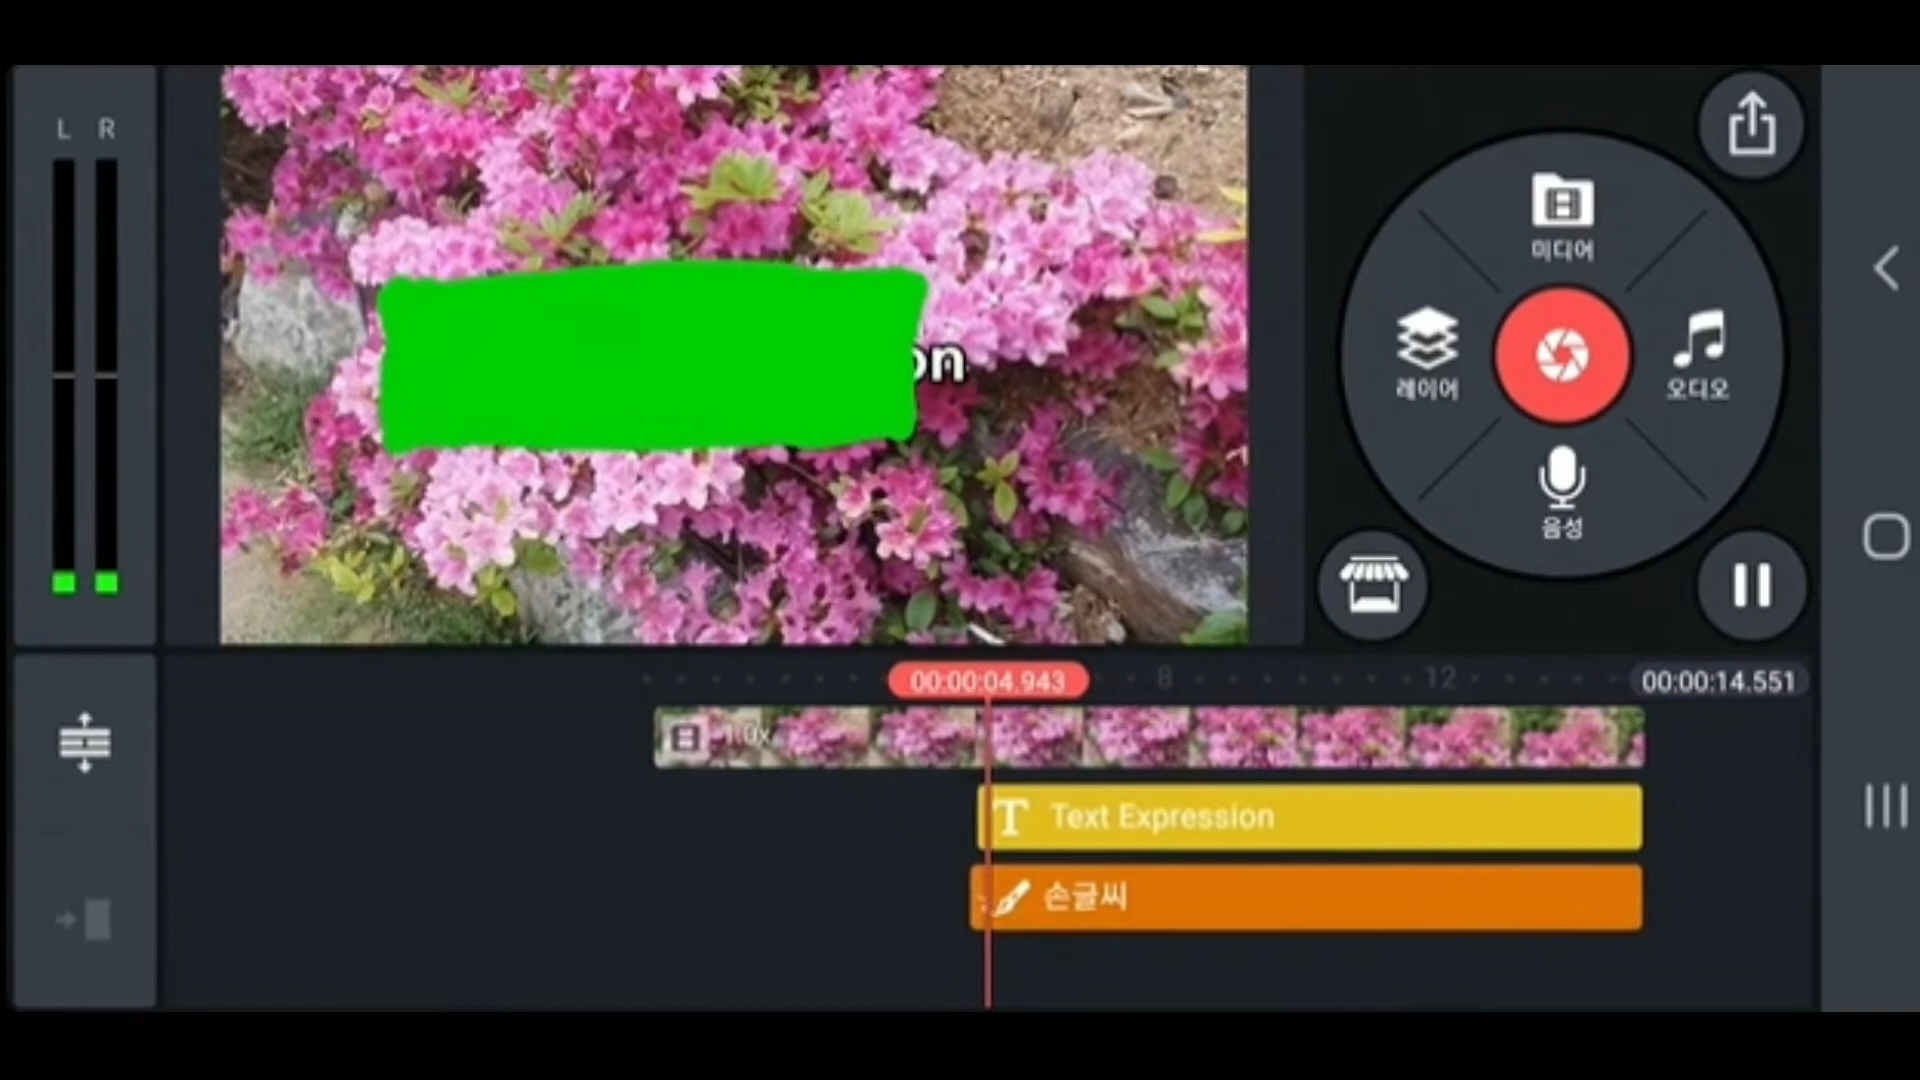 L R
미디어
레이어
오디오
on
음성
00:00:04.943
8
12
00:00:14.551
1.0x
Text Expression
손글씨